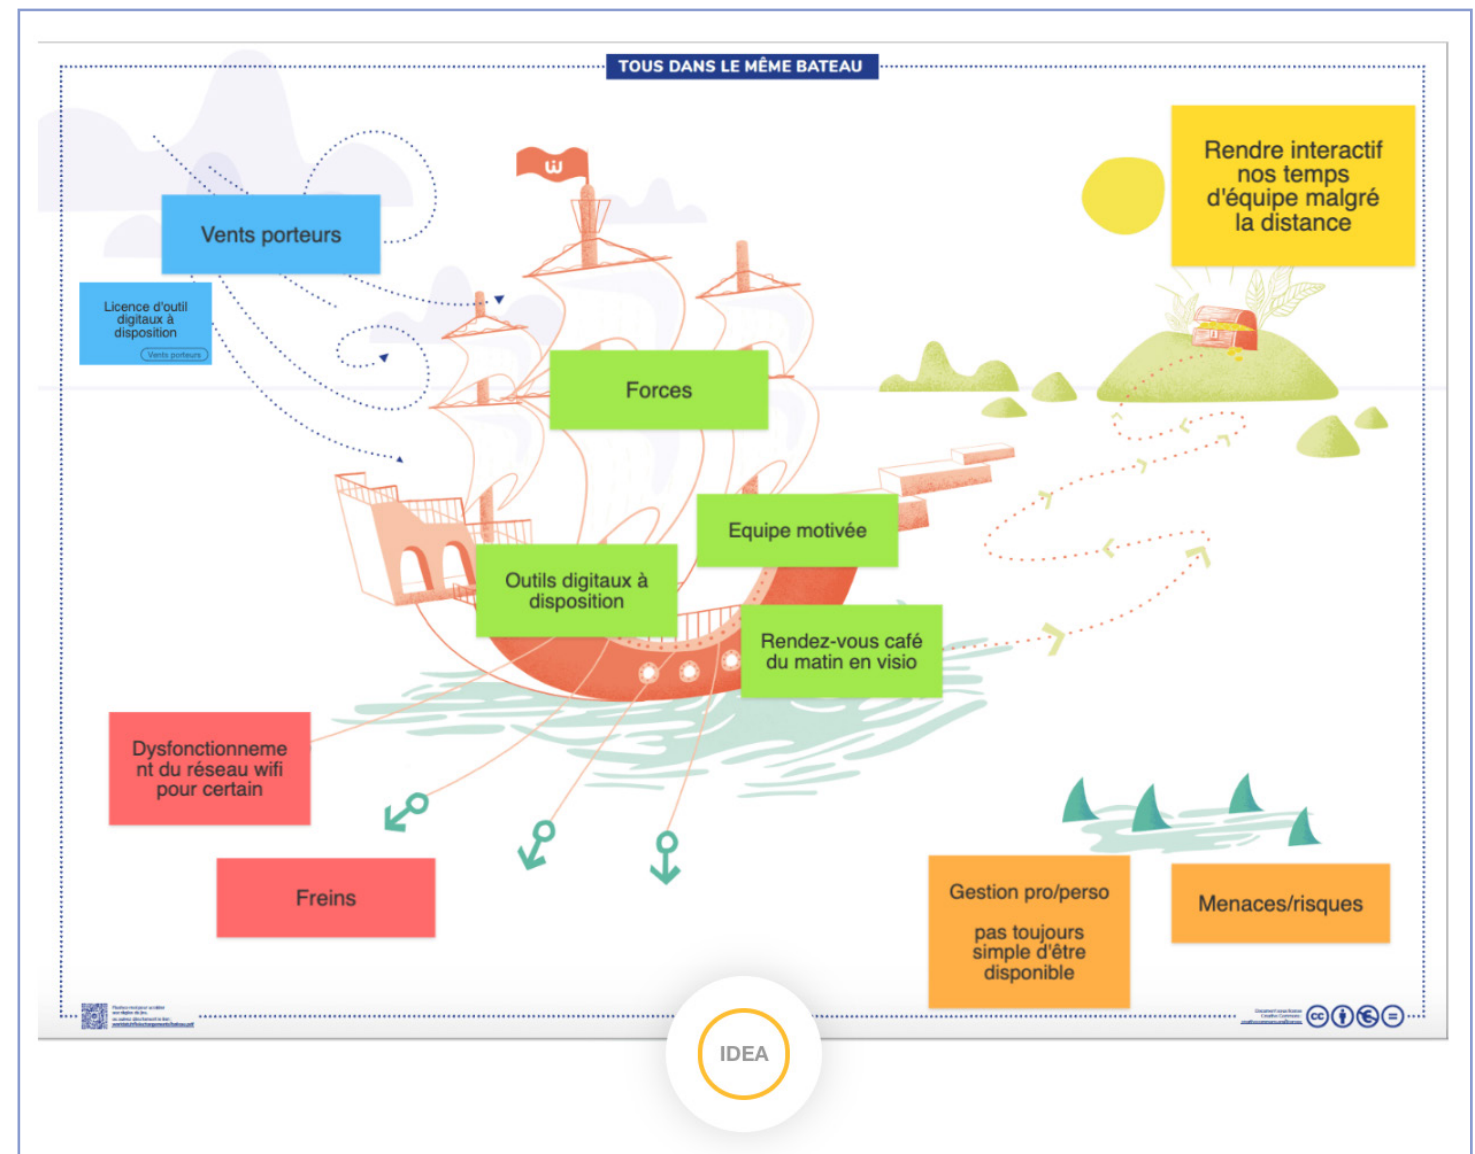 TOUS DANS LE MÊME BATEAU
Rendre interactif
nos temps
d'équipe malgré
la distance
Vents porteurs
Licence d'outil
digitaux à
disposition
Vents porteurs
Forces
Equipe motivée
Outils digitaux à
disposition
Rendez-vous café
du matin en visio
Dysfonctionneme
nt du réseau wifi
pour certain
Freins
Gestion pro/perso
pas toujours
simple d'être
disponible
Menaces/risques
cc
IDEA